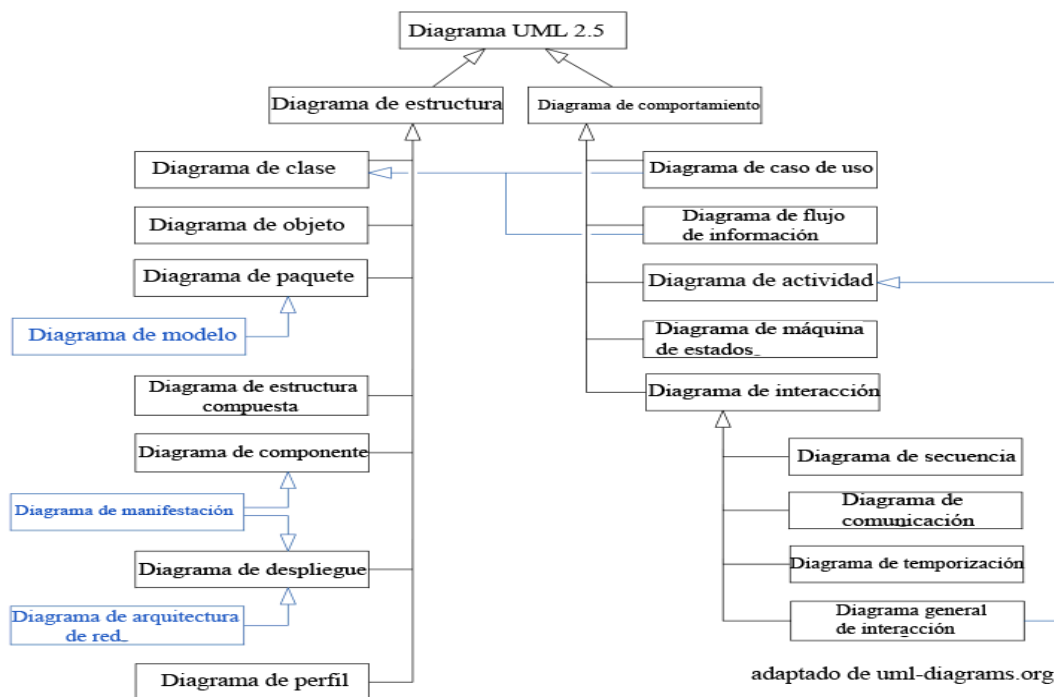 Diagrama UML 2.5
Diagrama de estructura
Diagrama de comportamiento
Diagrama de clase
Diagrama de objeto
Diagrama de paquete
Diagrama de modelo
Diagrama de estructura
compuesta
Diagrama de componente
Diagrama de manifestación
Diagrama de despliegue
Diagrama de arquitectura
de red_
Diagrama de perfil
Diagrama de caso de uso
Diagrama de flujo
de información
Diagrama de actividad
Diagrama de máquina
de estados_
Diagrama de interacción
Diagrama de secuencia
Diagrama de
comunicación
Diagrama de temporización
Diagrama general
de interacción
adaptado de uml-diagrams.org